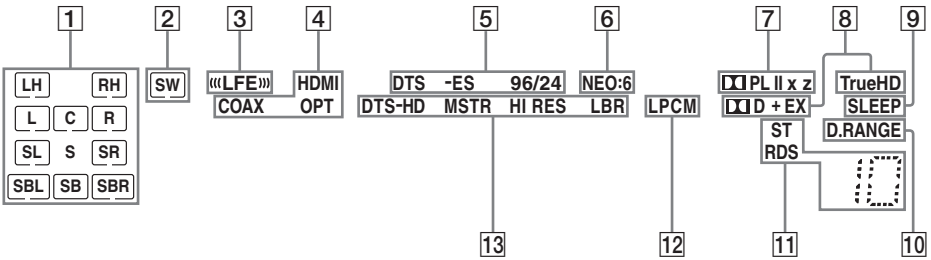 1 2 3 4 5 6 7 8 9
LH RH SW LFE HDMI DTS -ES 96/24 NEO:6 PL II x z TrueHD
COAX OPT DTS-HD MSTR HI RES LBR LPCM D + EX SLEEP
L C R ST D.RANGE
SL S SR RDS
SBL SB SBR 10
13 12 11 10